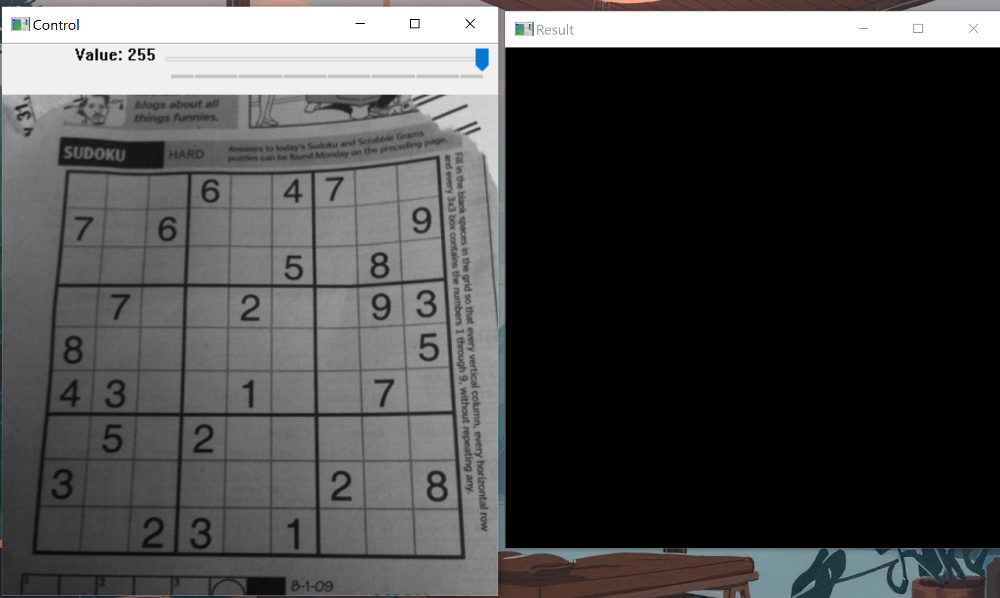 Control
Result
Value: 255
31,
blogs about all
things funnies.
SUDOKU
HARD
Answers to today's Sudoku and Scrabble Grams
puzzles can be found Monday on the preceding page.
Fill in the blank spaces in the grid so that every vertical column, every horizontal row
and every 3x3 box contains the numbers 1 through 9, without repeating any.
6 4 7
7 6 9
5 8
7 2 9 3
8 5
4 3 1 7
5 2
3 2 8
2 3 1
1 2 3
8-1-09